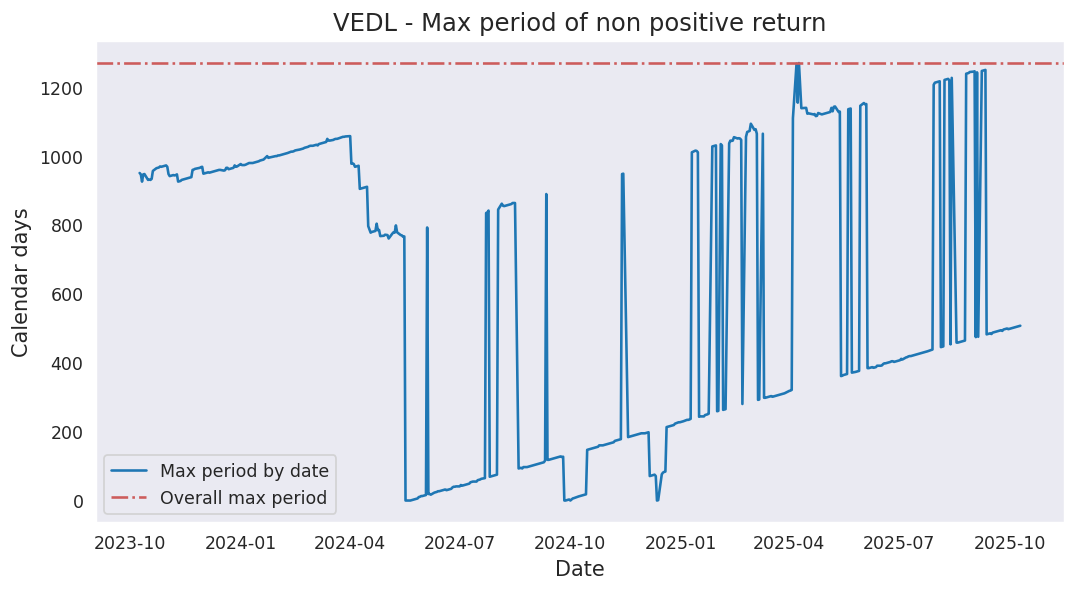 VEDL - Max period of non positive return
Calendar days
1200
1000
800
600
400
200
0
Max period by date
Overall max period
2023-10 2024-01 2024-04 2024-07 2024-10 2025-01 2025-04 2025-07 2025-10
Date